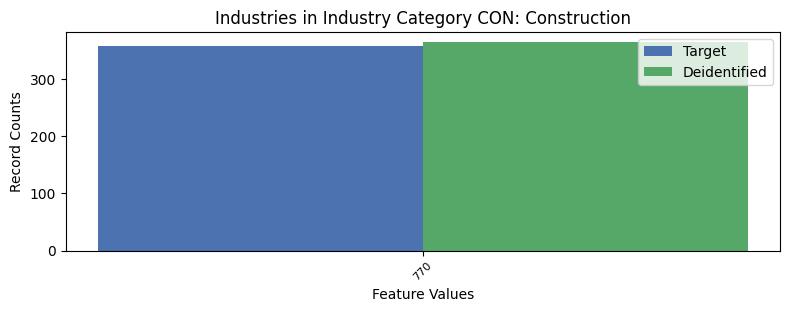 Industries in Industry Category CON: Construction
Target
Deidentified
Record Counts
300
200
100
0
770
Feature Values